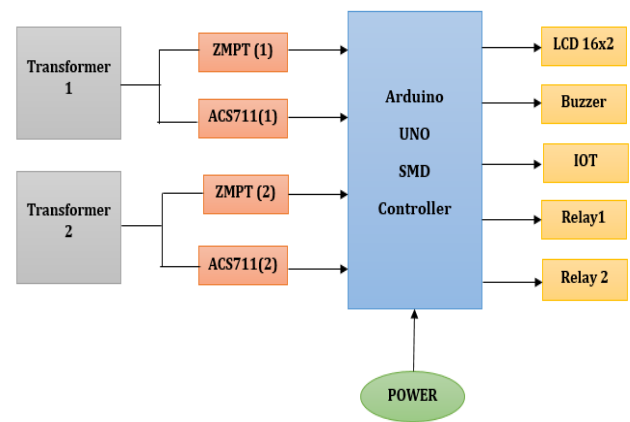 Transformer
1
ZMPT (1)
ACS711(1)
Transformer
2
ZMPT (2)
ACS711(2)
Arduino
UNO
SMD
Controller
LCD 16x2
Buzzer
IOT
Relay1
Relay 2
POWER